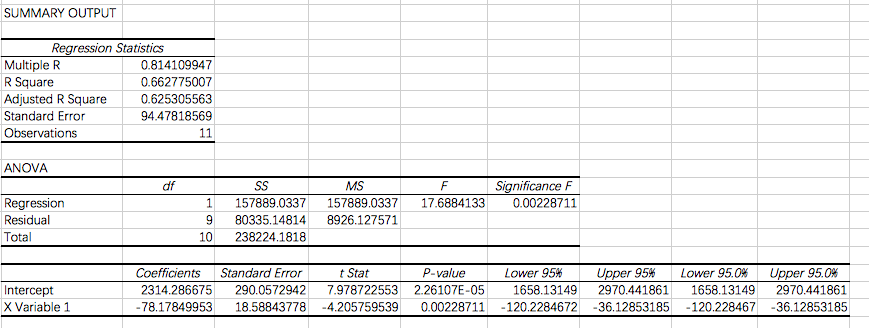 SUMMARY OUTPUT
Regression Statistics
Multiple R 0.814109947
R Square 0.662775007
Adjusted R Square 0.625305563
Standard Error 94.47818569
Observations 11
ANOVA
df SS MS F Significance F
Regression 1 157889.0337 157889.0337 17.6884133 0.00228711
Residual 9 80335.14814 8926.127571
Total 10 238224.1818
Coefficients Standard Error t Stat P-value Lower 95% Upper 95% Lower 95.0% Upper 95.0%
Intercept 2314.286675 290.0572942 7.978722553 2.26107E-05 1658.13149 2970.441861 1658.13149 2970.441861
X Variable 1 -78.17849953 18.58843778 -4.205759539 0.00228711 -120.2284672 -36.12853185 -120.228467 -36.12853185